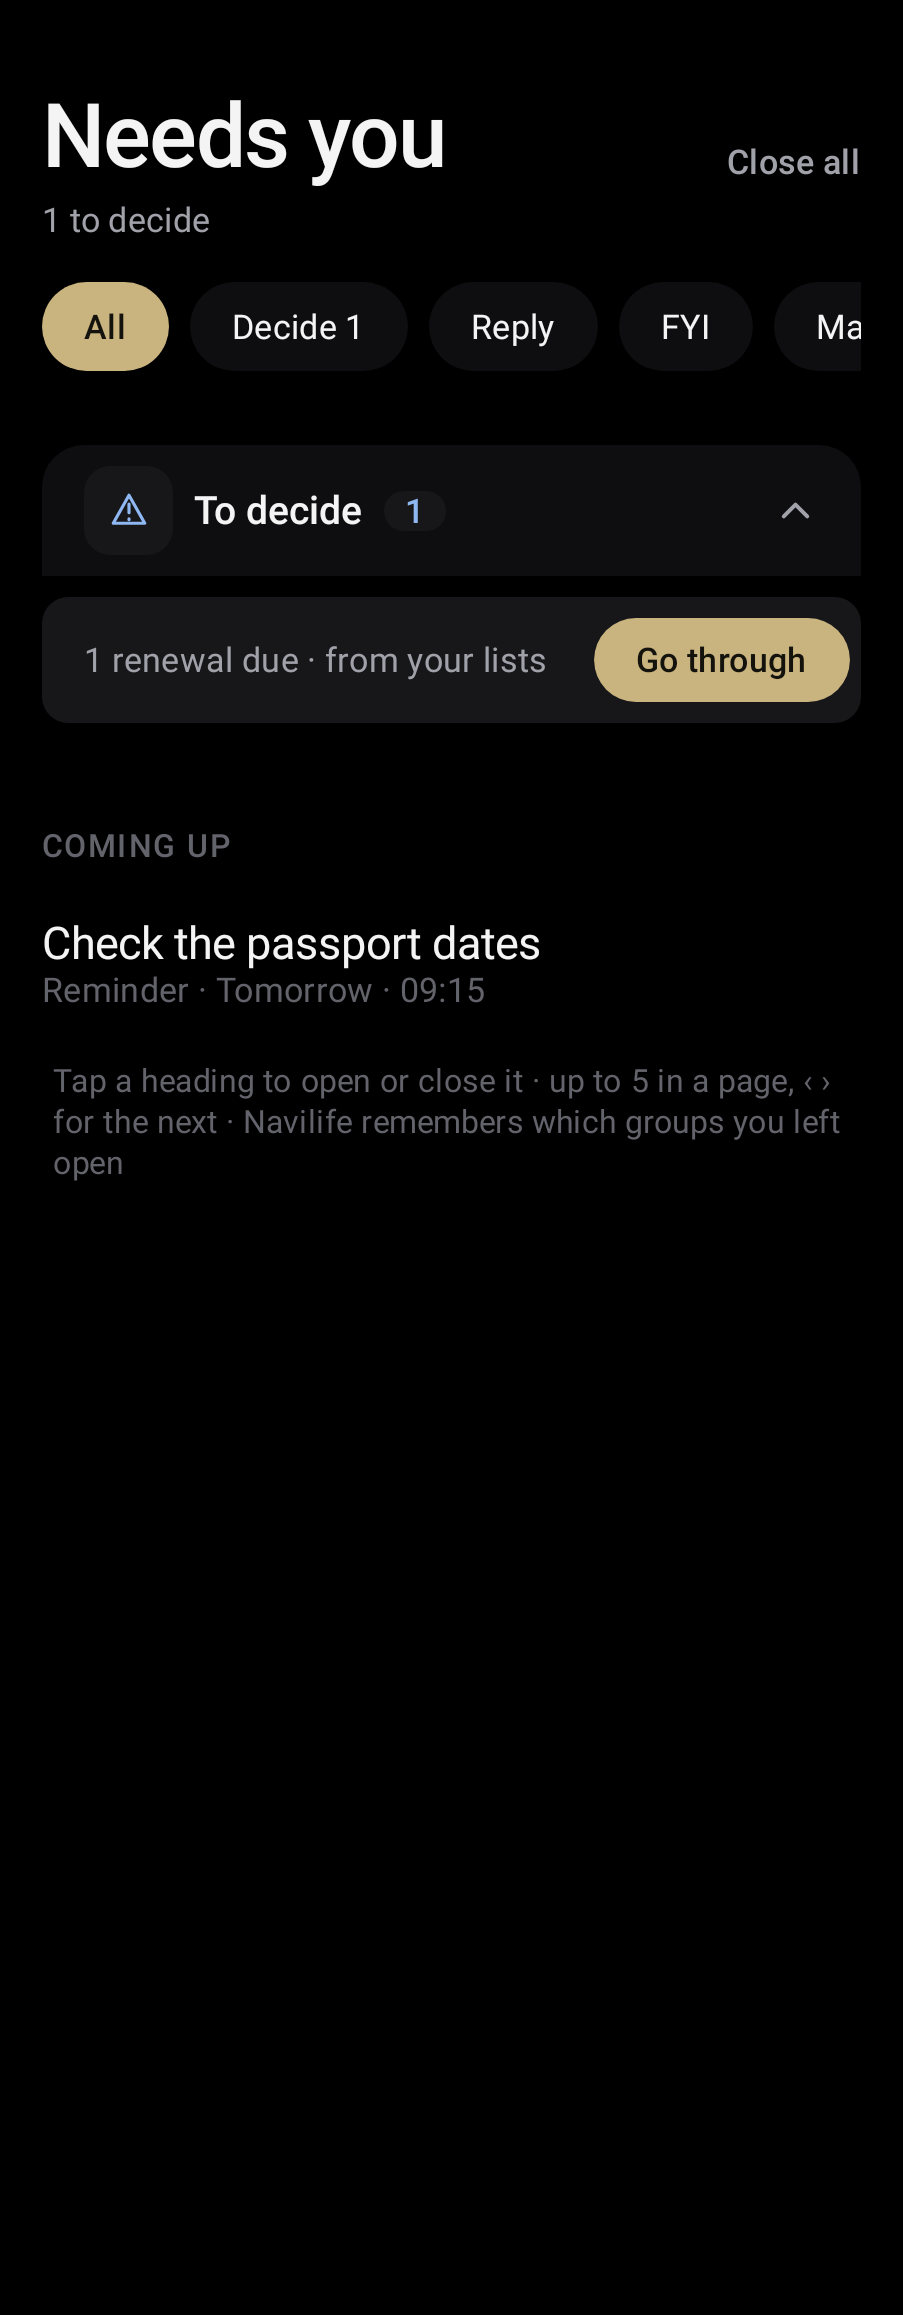 Needs you
Close all
1 to decide
All
Decide 1
Reply
FYI
Ma
To decide
1
1 renewal due · from your lists
Go through
COMING UP
Check the passport dates
Reminder · Tomorrow · 09:15
Tap a heading to open or close it · up to 5 in a page, ‹ ›
for the next · Navilife remembers which groups you left
open